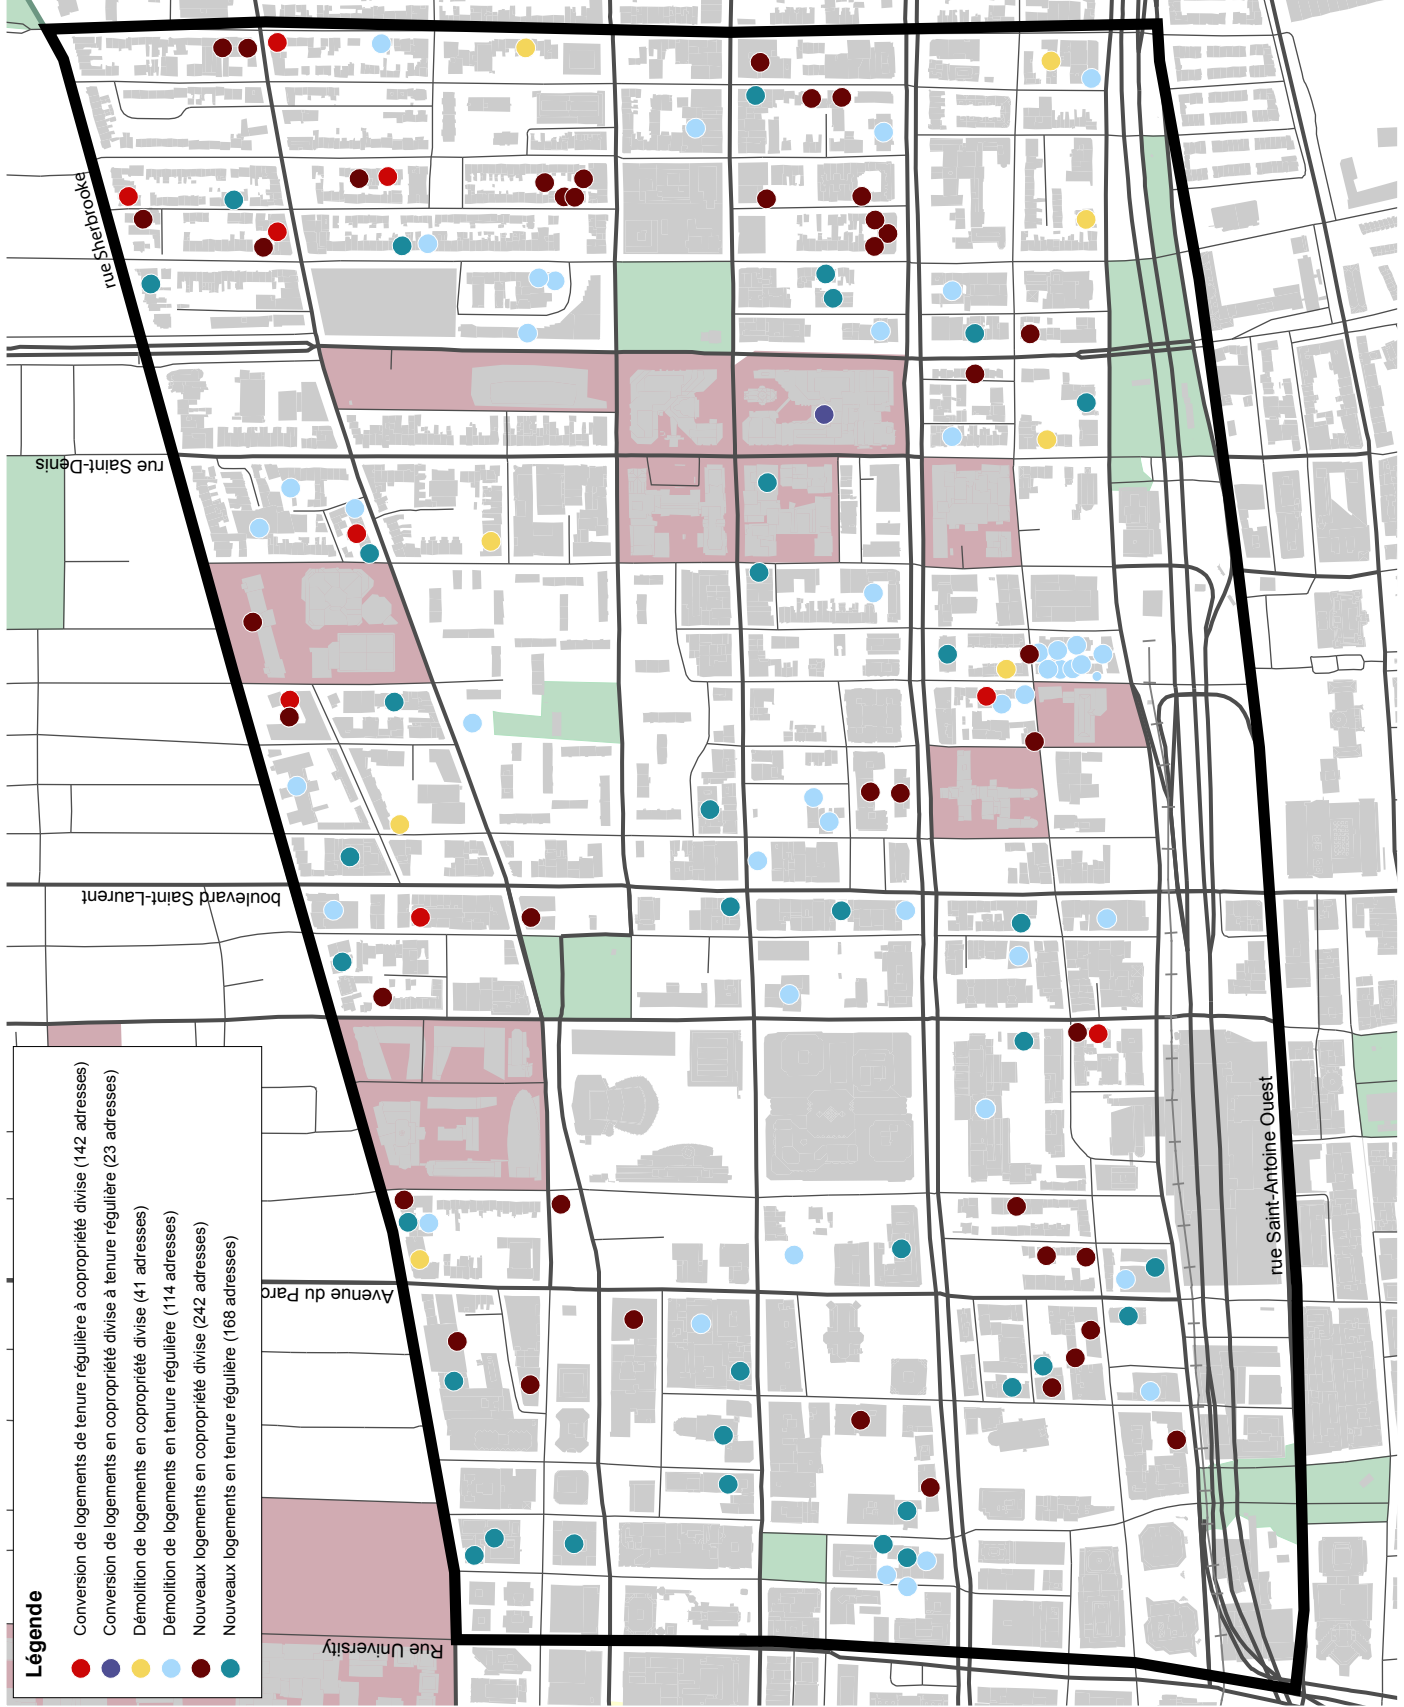 rue Sherbrooke
rue Saint-Denis
boulevard Saint-Laurent
Avenue du Parc
Rue University
rue Saint-Antoine Ouest
Légende
Conversion de logements de tenure régulière à copropriété divise (142 adresses)
Conversion de logements en copropriété divise à tenure régulière (23 adresses)
Démolition de logements en copropriété divise (41 adresses)
Démolition de logements en tenure régulière (114 adresses)
Nouveaux logements en copropriété divise (242 adresses)
Nouveaux logements en tenure régulière (168 adresses)